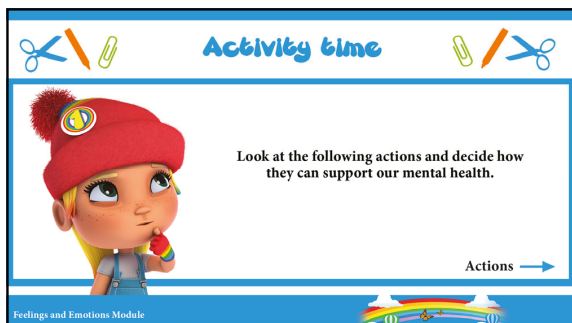 Activity time
Look at the following actions and decide how
they can support our mental health.
Actions
Feelings and Emotions Module